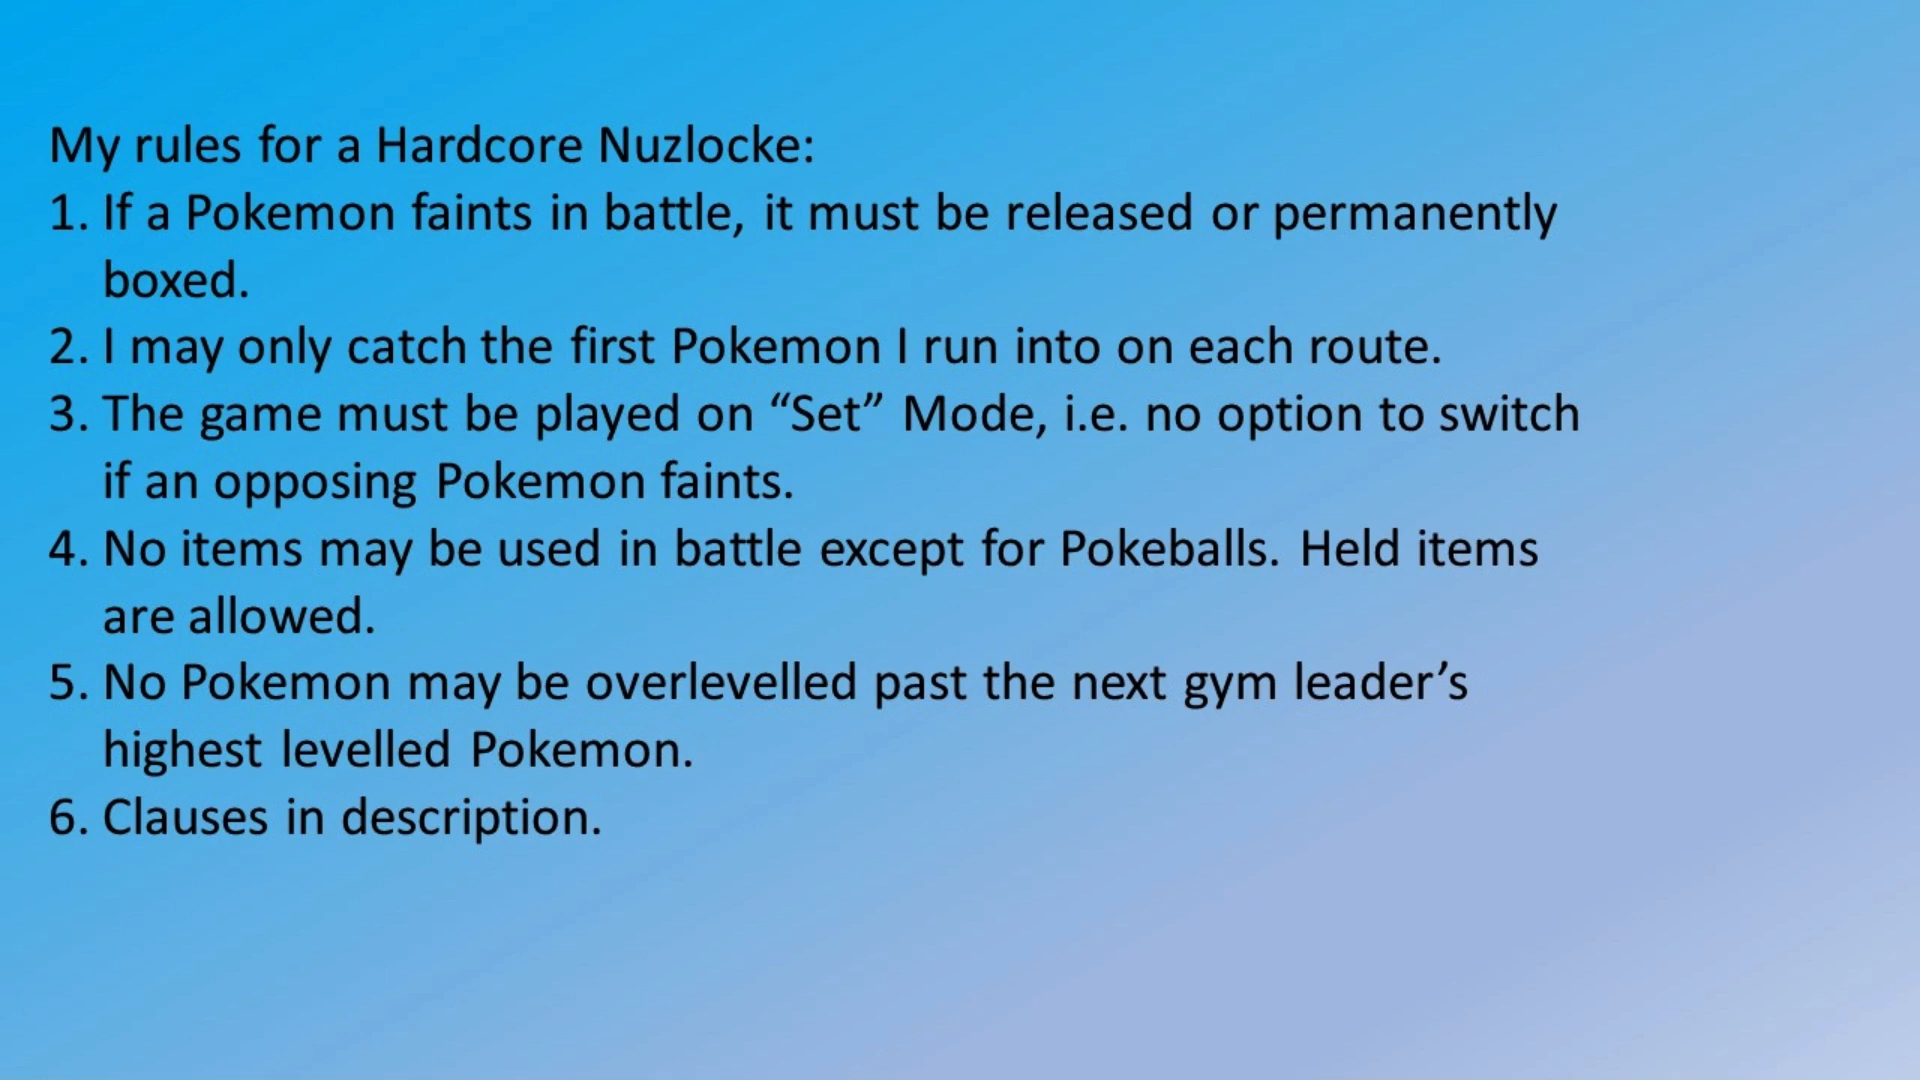 My rules for a Hardcore Nuzlocke:
1. If a Pokemon faints in battle, it must be released or permanently
boxed.
2. I may only catch the first Pokemon I run into on each route.
3. The game must be played on “Set” Mode, i.e. no option to switch
if an opposing Pokemon faints.
4. No items may be used in battle except for Pokeballs. Held items
are allowed.
5. No Pokemon may be overlevelled past the next gym leader’s
highest levelled Pokemon.
6. Clauses in description.